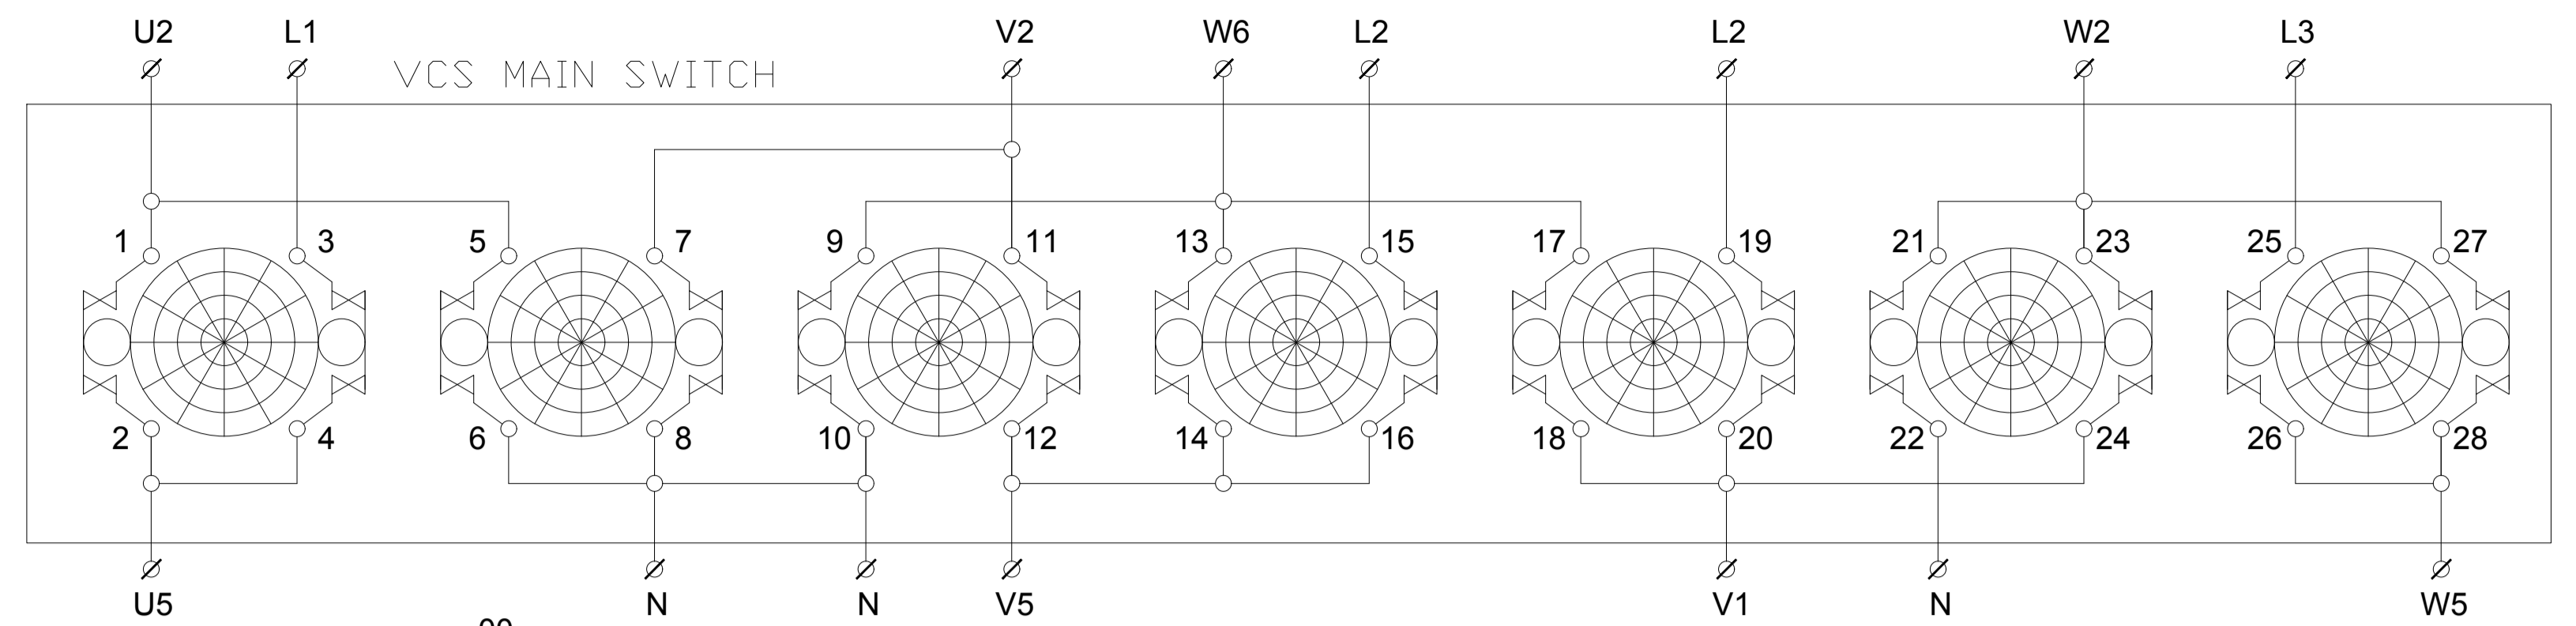 U2 L1 V2 W6 L2 L2 W2 L3
VCS MAIN SWITCH
1 3 5 7 9 11 13 15 17 19 21 23 25 27
2 4 6 8 10 12 14 16 18 20 22 24 26 28
U5 N N V5 V1 N W5